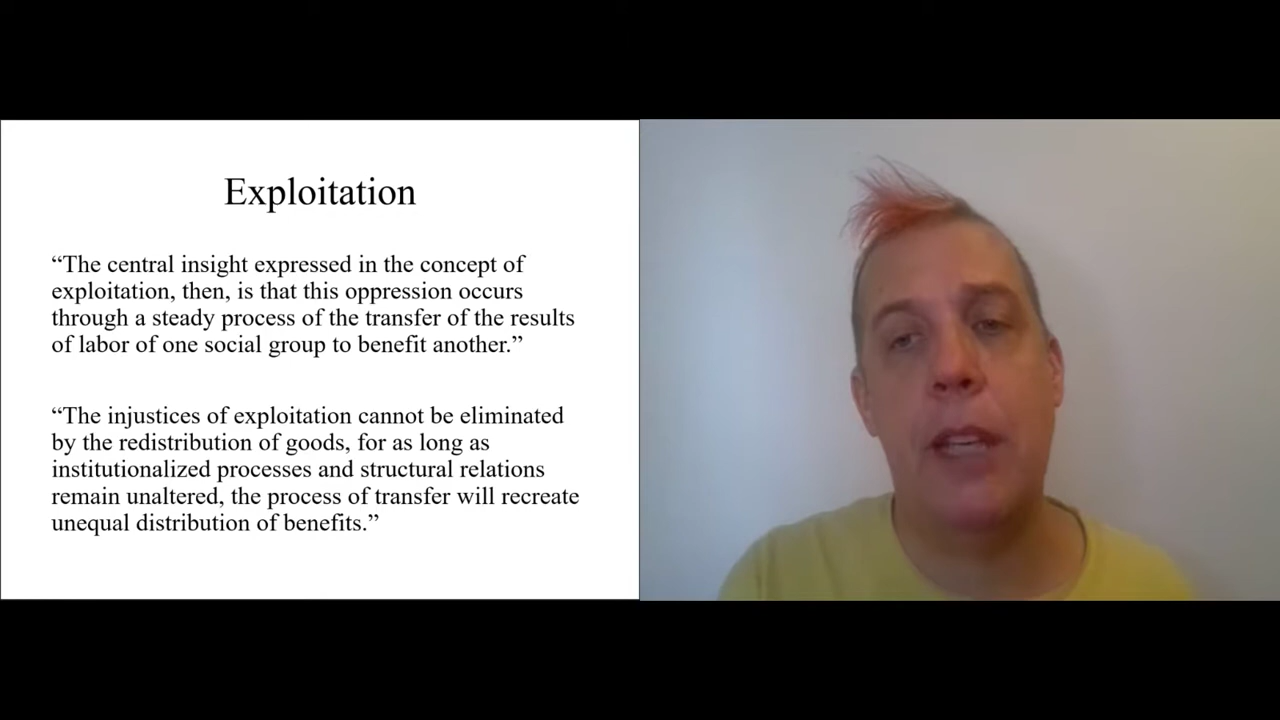 Exploitation
“The central insight expressed in the concept of
exploitation, then, is that this oppression occurs
through a steady process of the transfer of the results
of labor of one social group to benefit another.”
“The injustices of exploitation cannot be eliminated
by the redistribution of goods, for as long as
institutionalized processes and structural relations
remain unaltered, the process of transfer will recreate
unequal distribution of benefits.”